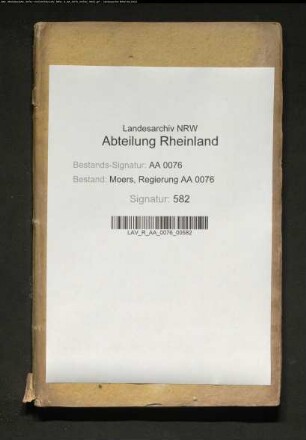 Landesarchiv NRW
Abteilung Rheinland
Bestands-Signatur: AA 0076
Bestand: Moers, Regierung AA 0076
Signatur: 582
LAV_R_AA_0076_00582